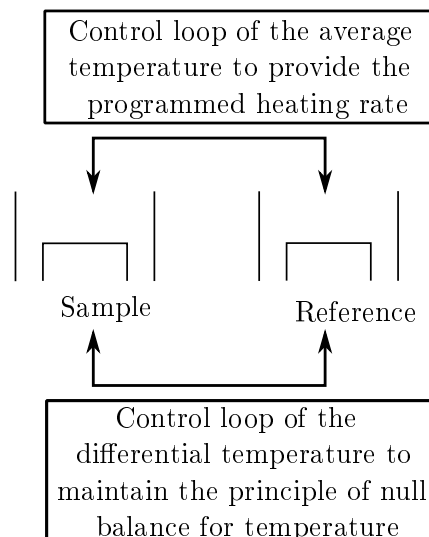 Control loop of the average
temperature to provide the
programmed heating rate
Sample
Reference
Control loop of the
differential temperature to
maintain the principle of null
balance for temperature